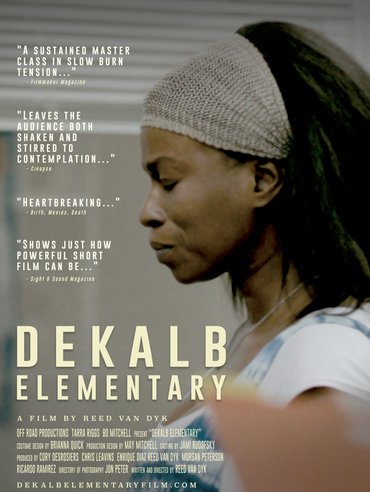 "A SUSTAINED MASTER
CLASS IN SLOW BURN
TENSION..."
- Filmmaker Magazine
"LEAVES THE
AUDIENCE BOTH
SHAKEN AND
STIRRED TO
CONTEMPLATION..."
- Cinapse
"HEARTBREAKING..."
- Birth, Movies, Death
"SHOWS JUST HOW
POWERFUL SHORT
FILM CAN BE..."
- Sight & Sound Magazine
DEKALB
ELEMENTARY
A FILM BY REED VAN DYK
OFF ROAD PRODUCTIONS TARRA RIGGS BO MITCHELL PRESENT "DEKALB ELEMENTARY"
COSTUME DESIGN BY BRIANNA QUICK PRODUCTION DESIGN BY MAY MITCHELL CASTING BY JAMI RUDOFSKY
PRODUCED BY CORY DESROSIERS CHRIS LEAVINS ENRIQUE DIAZ REED VAN DYK MORGAN PETERSON
RICARDO RAMIREZ DIRECTORY OF PHOTOGRAPHY JON PETER WRITTEN AND DIRECTED BY REED VAN DYK
DEKALBELEMENTARYFILM.COM